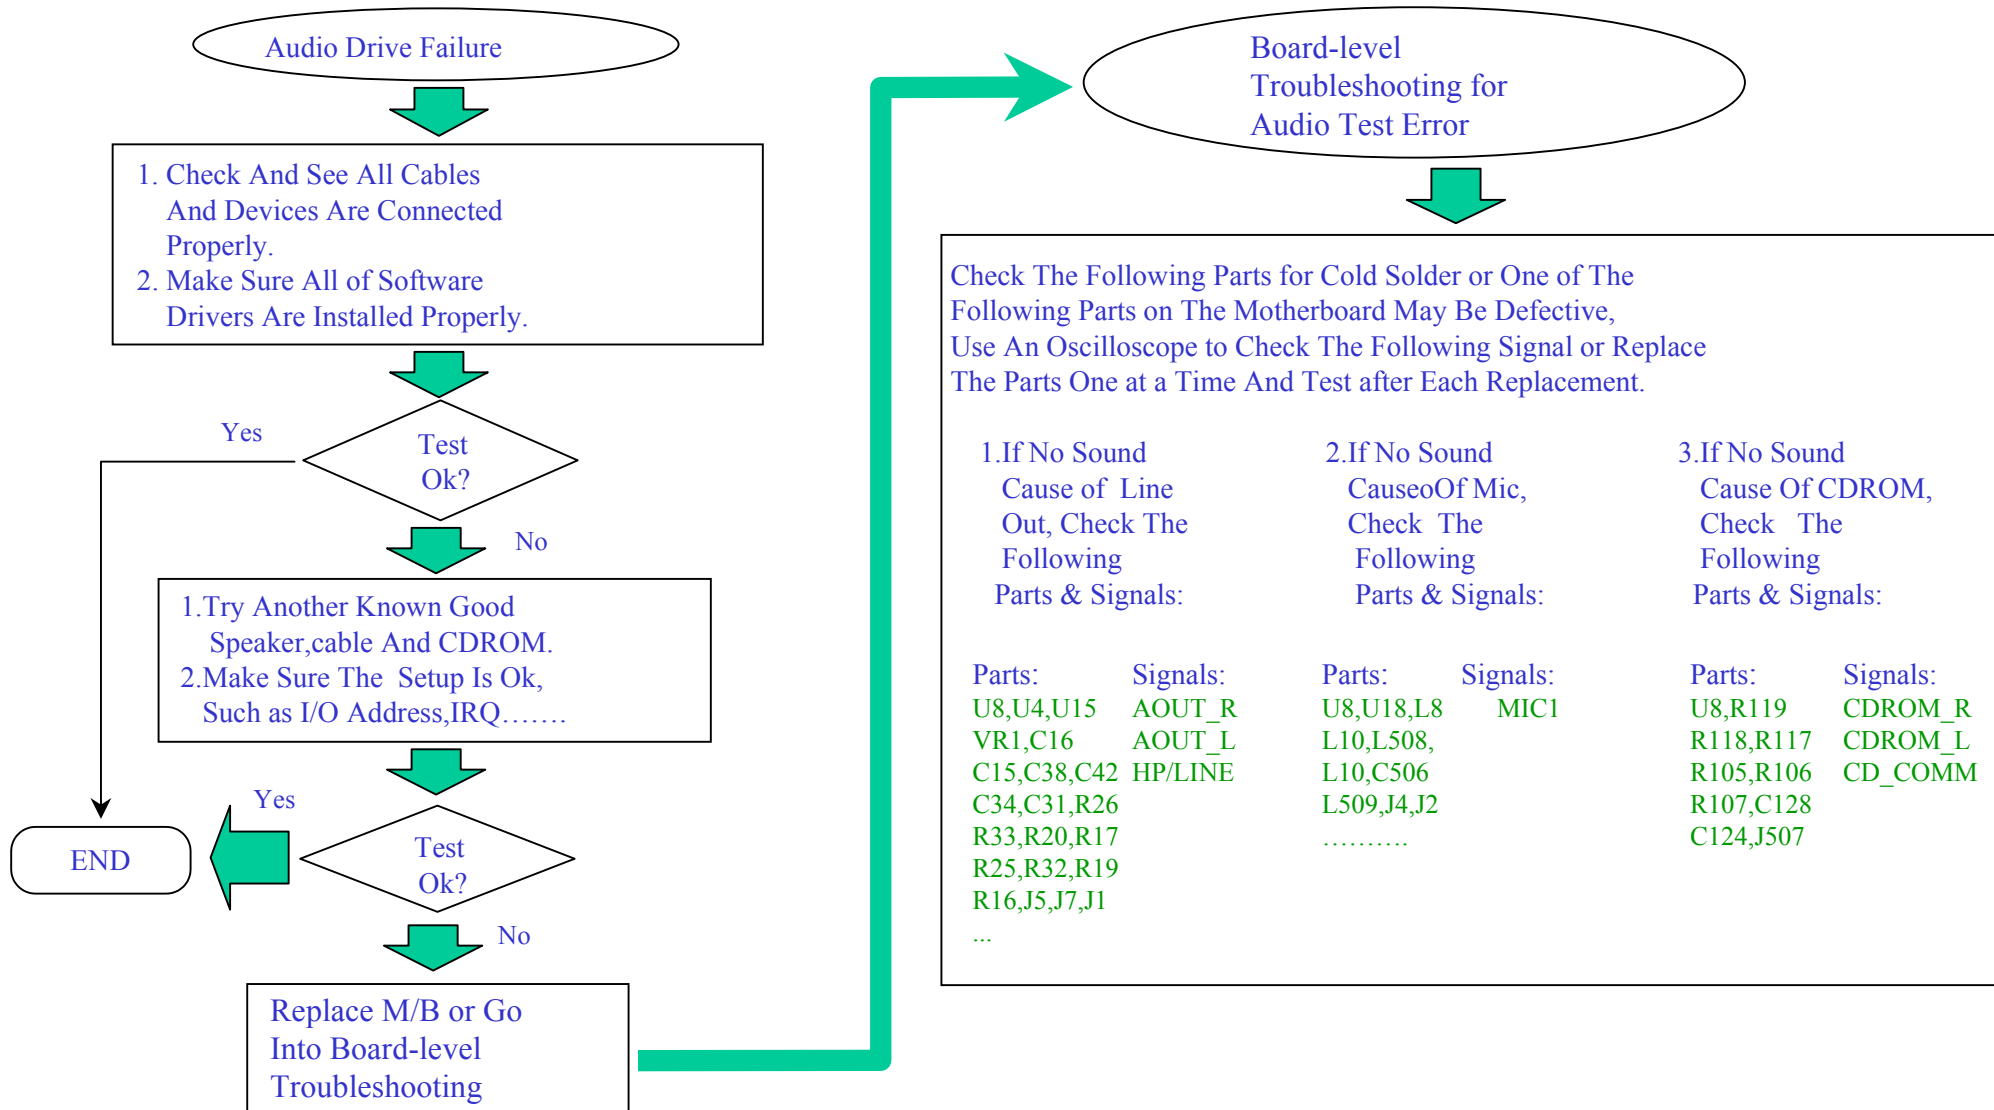 Audio Drive Failure
1. Check And See All Cables
And Devices Are Connected
Properly.
2. Make Sure All of Software
Drivers Are Installed Properly.
Yes
Test
Ok?
No
1.Try Another Known Good
Speaker,cable And CDROM.
2.Make Sure The Setup Is Ok,
Such as I/O Address,IRQ…….
Yes
END
Test
Ok?
No
Replace M/B or Go
Into Board-level
Troubleshooting
Board-level
Troubleshooting for
Audio Test Error
Check The Following Parts for Cold Solder or One of The
Following Parts on The Motherboard May Be Defective,
Use An Oscilloscope to Check The Following Signal or Replace
The Parts One at a Time And Test after Each Replacement.
1.If No Sound
Cause of Line
Out, Check The
Following
Parts & Signals:
Parts:
U8,U4,U15
VR1,C16
C15,C38,C42
C34,C31,R26
R33,R20,R17
R25,R32,R19
R16,J5,J7,J1
...
Signals:
AOUT_R
AOUT_L
HP/LINE
2.If No Sound
CauseoOf Mic,
Check The
Following
Parts & Signals:
Parts:
U8,U18,L8
L10,L508,
L10,C506
L509,J4,J2
……….
Signals:
MIC1
3.If No Sound
Cause Of CDROM,
Check The
Following
Parts & Signals:
Parts:
U8,R119
R118,R117
R105,R106
R107,C128
C124,J507
Signals:
CDROM_R
CDROM_L
CD_COMM